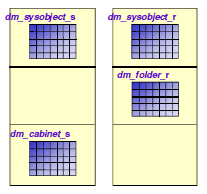 dm_sysobject_s
dm_sysobject_r
dm_folder_r
dm_cabinet_s